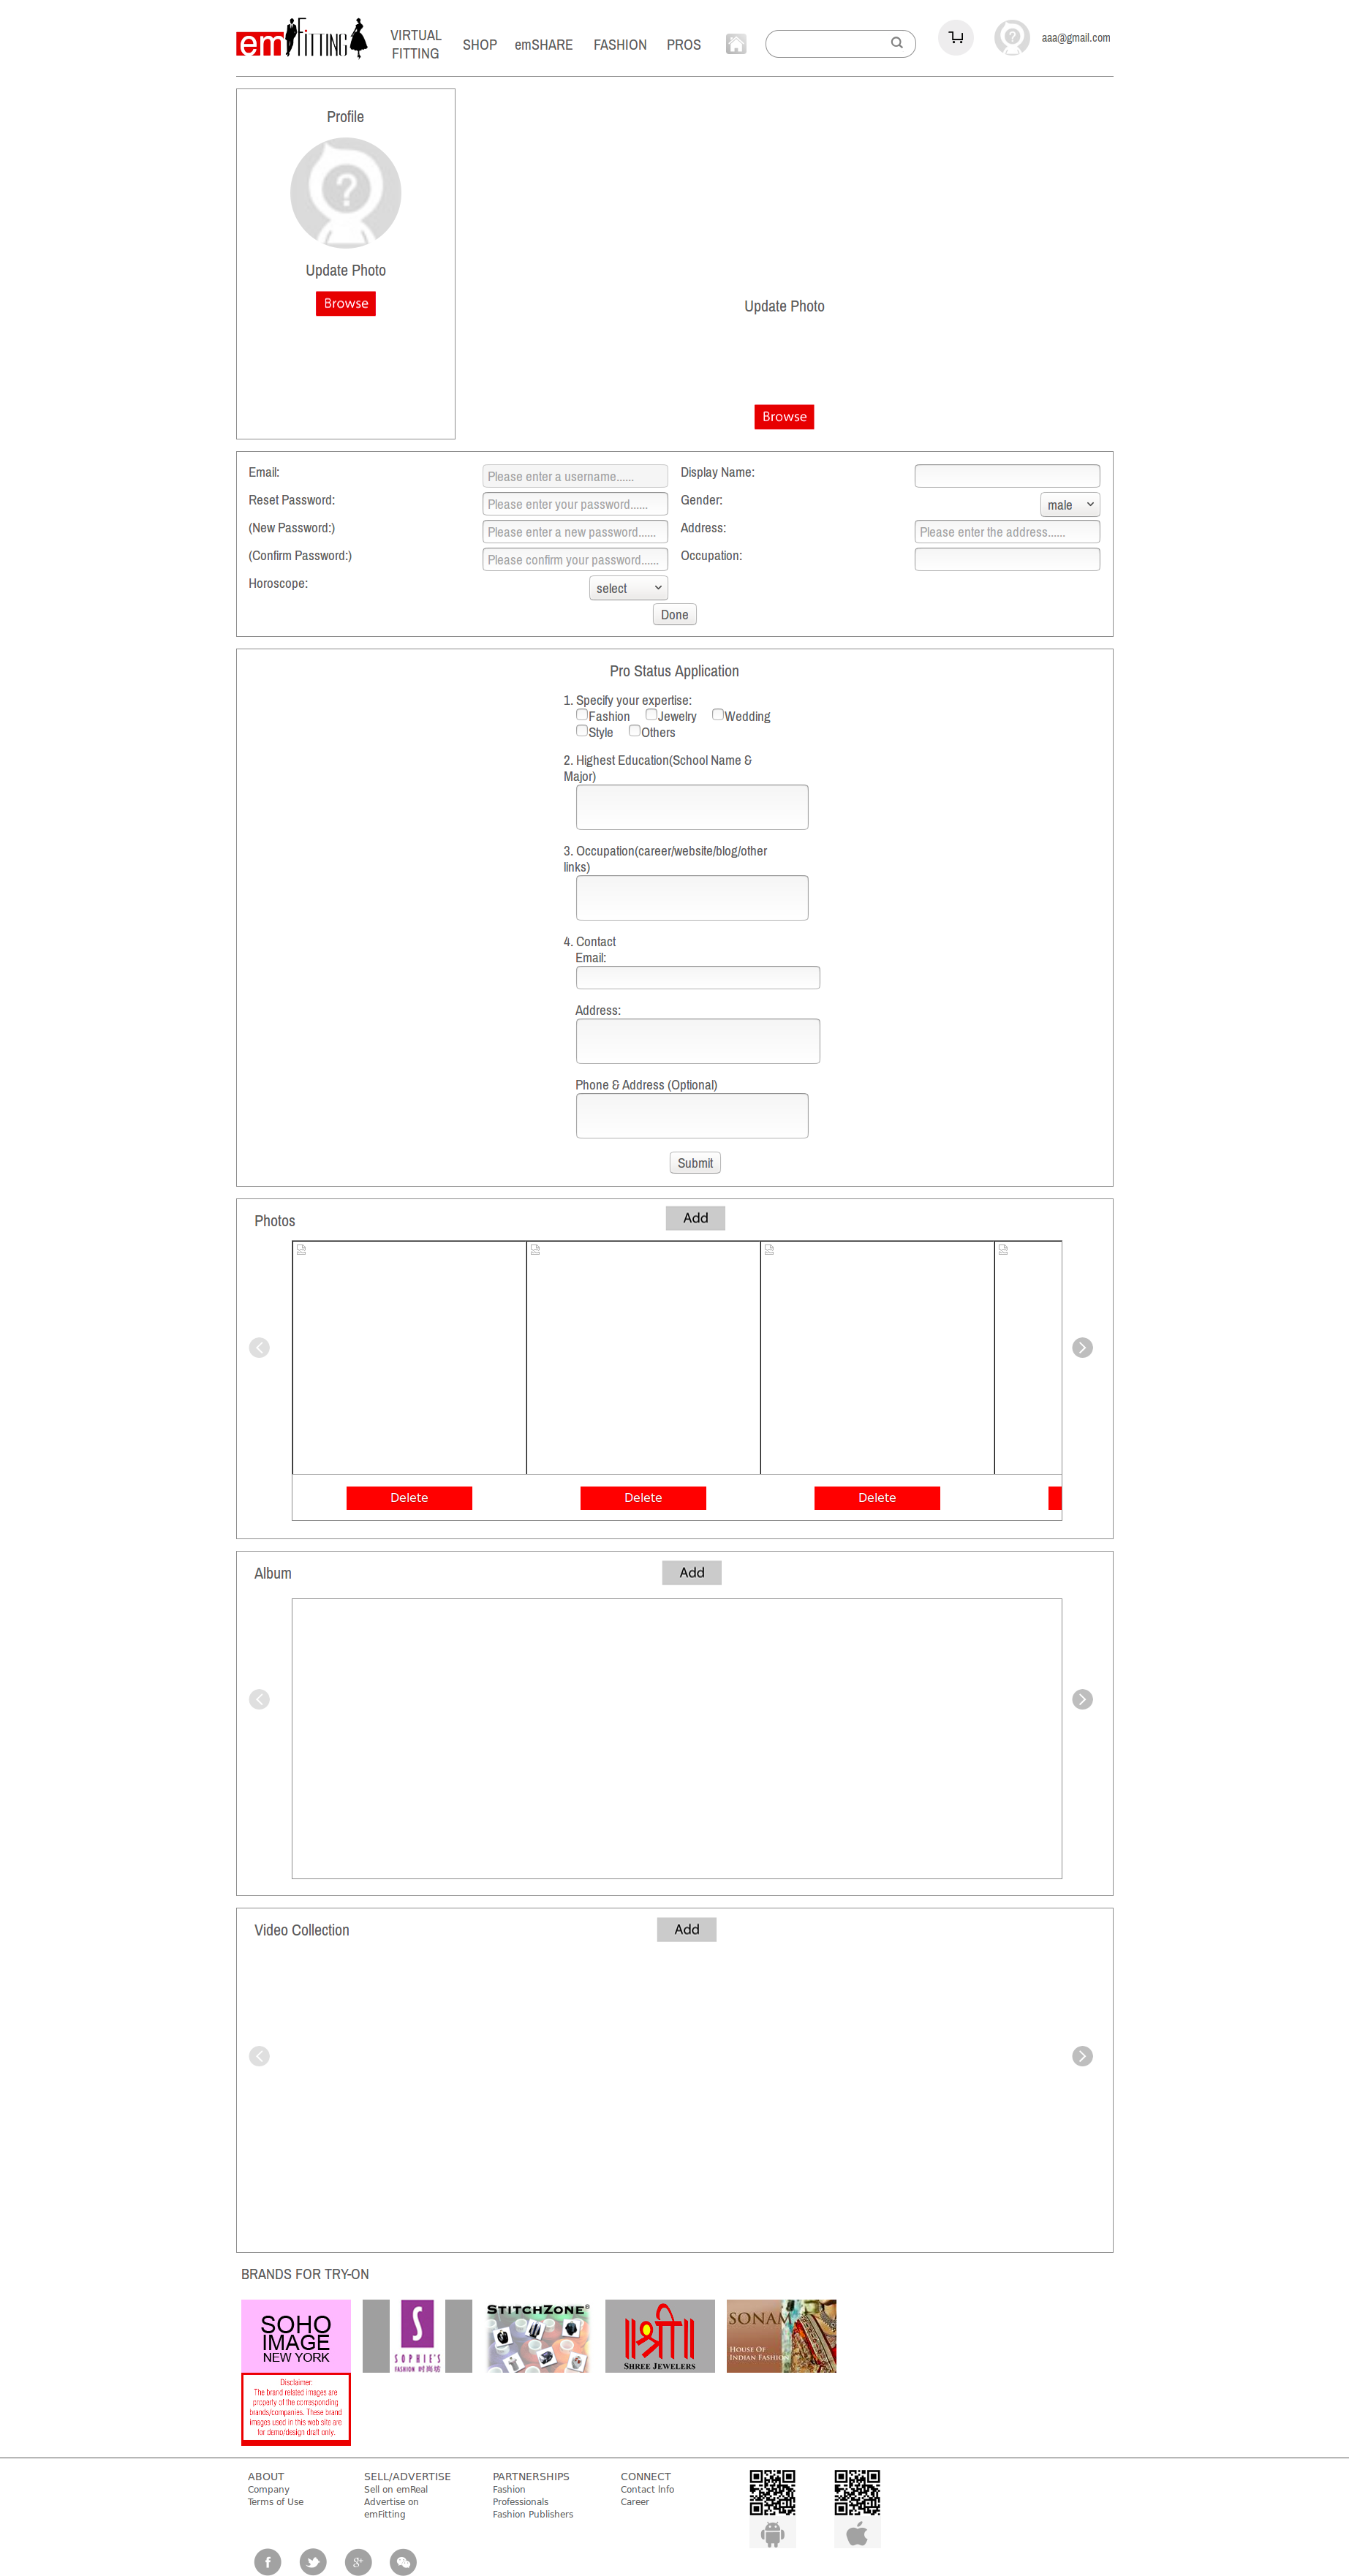 emFITTING
VIRTUAL
FITTING
SHOP
emSHARE
FASHION
PROS
aaa@gmail.com
Profile
Update Photo
Browse
Update Photo
Browse
Email:
Please enter a username......
Display Name:
Reset Password:
Please enter your password......
Gender:
male
(New Password:)
Please enter a new password......
Address:
Please enter the address......
(Confirm Password:)
Please confirm your password......
Occupation:
Horoscope:
select
Done
Pro Status Application
1. Specify your expertise:
Fashion Jewelry Wedding
Style Others
2. Highest Education(School Name &
Major)
3. Occupation(career/website/blog/other
links)
4. Contact
Email:
Address:
Phone & Address (Optional)
Submit
Photos
Add
Delete
Delete
Delete
Album
Add
Video Collection
Add
BRANDS FOR TRY-ON
SOHO
IMAGE
NEW YORK
S
SOPHIE'S
FASHION 时尚坊
STITCHZONE®
श्री
SHREE JEWELERS
SONAM
HOUSE OF
INDIAN FASHION
Disclaimer:
The brand related images are
property of the corresponding
brands/companies. These brand
images used in this web site are
for demo/design draft only.
ABOUT
Company
Terms of Use
SELL/ADVERTISE
Sell on emReal
Advertise on
emFitting
PARTNERSHIPS
Fashion
Professionals
Fashion Publishers
CONNECT
Contact Info
Career